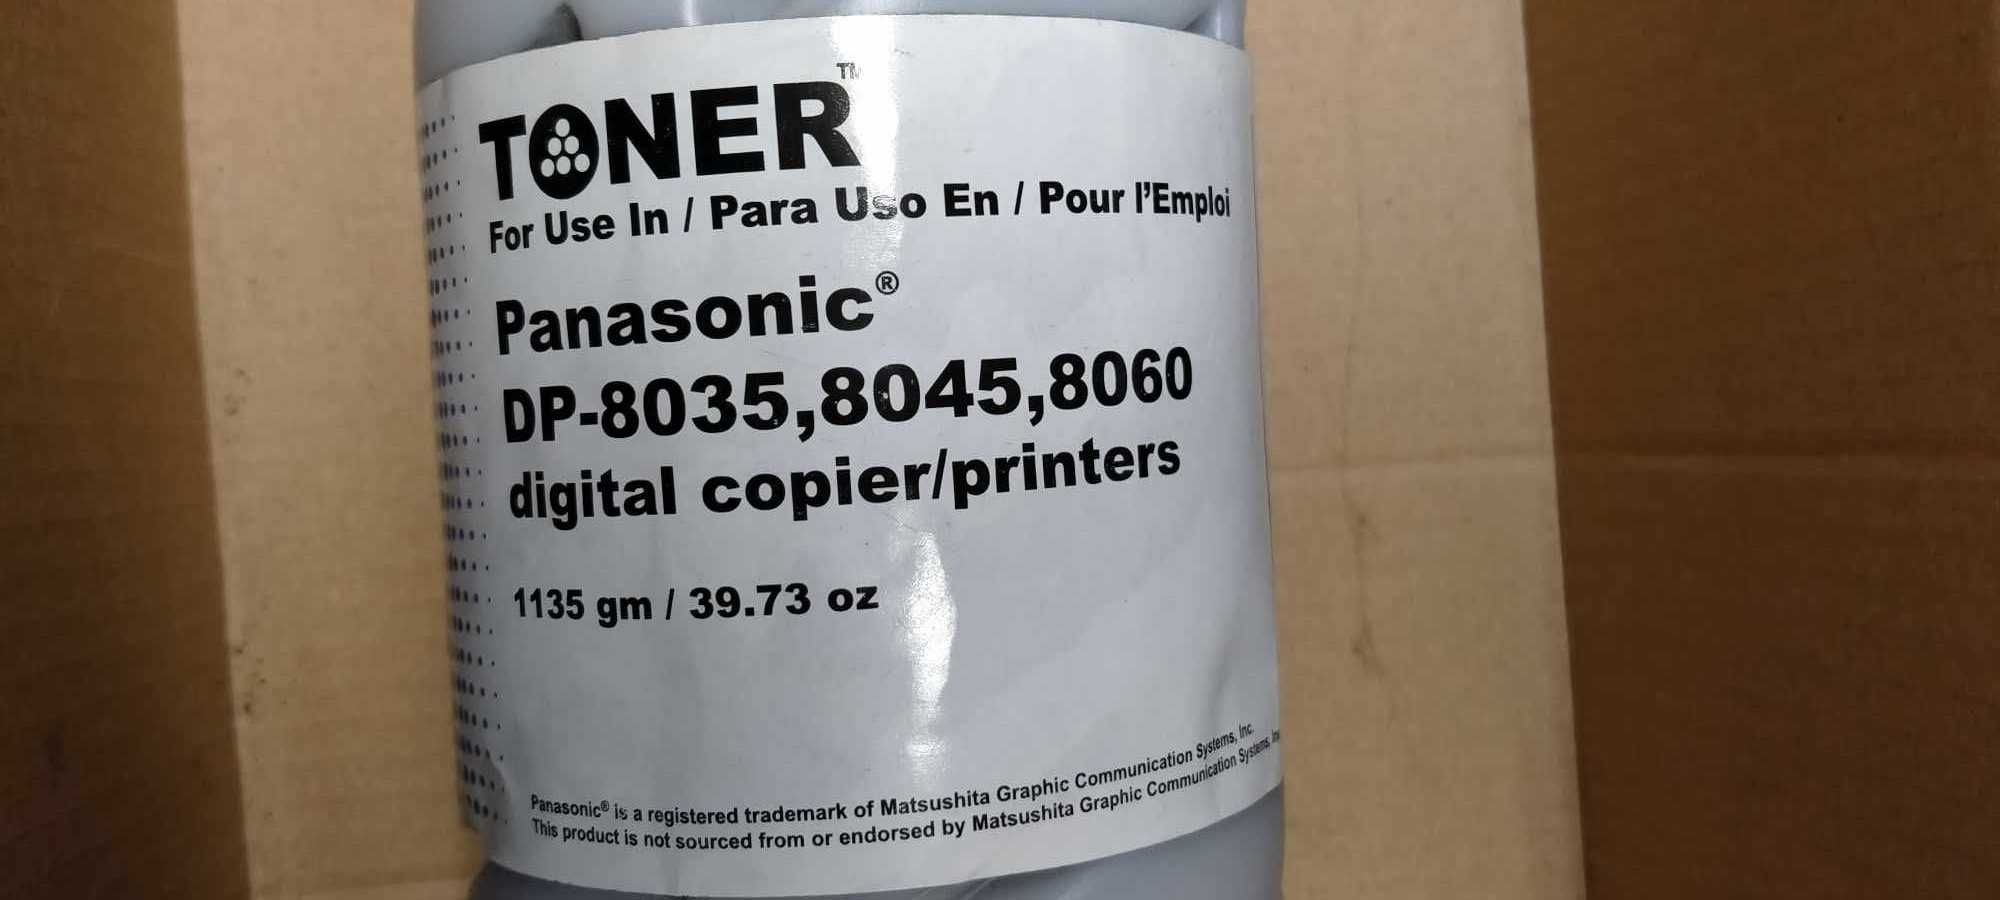 TONER™
For Use In / Para Uso En / Pour l'Emploi
Panasonic®
DP-8035,8045,8060
digital copier/printers
1135 gm / 39.73 oz
Panasonic® is a registered trademark of Matsushita Graphic Communication Systems, Inc.
This product is not sourced from or endorsed by Matsushita Graphic Communication Systems,